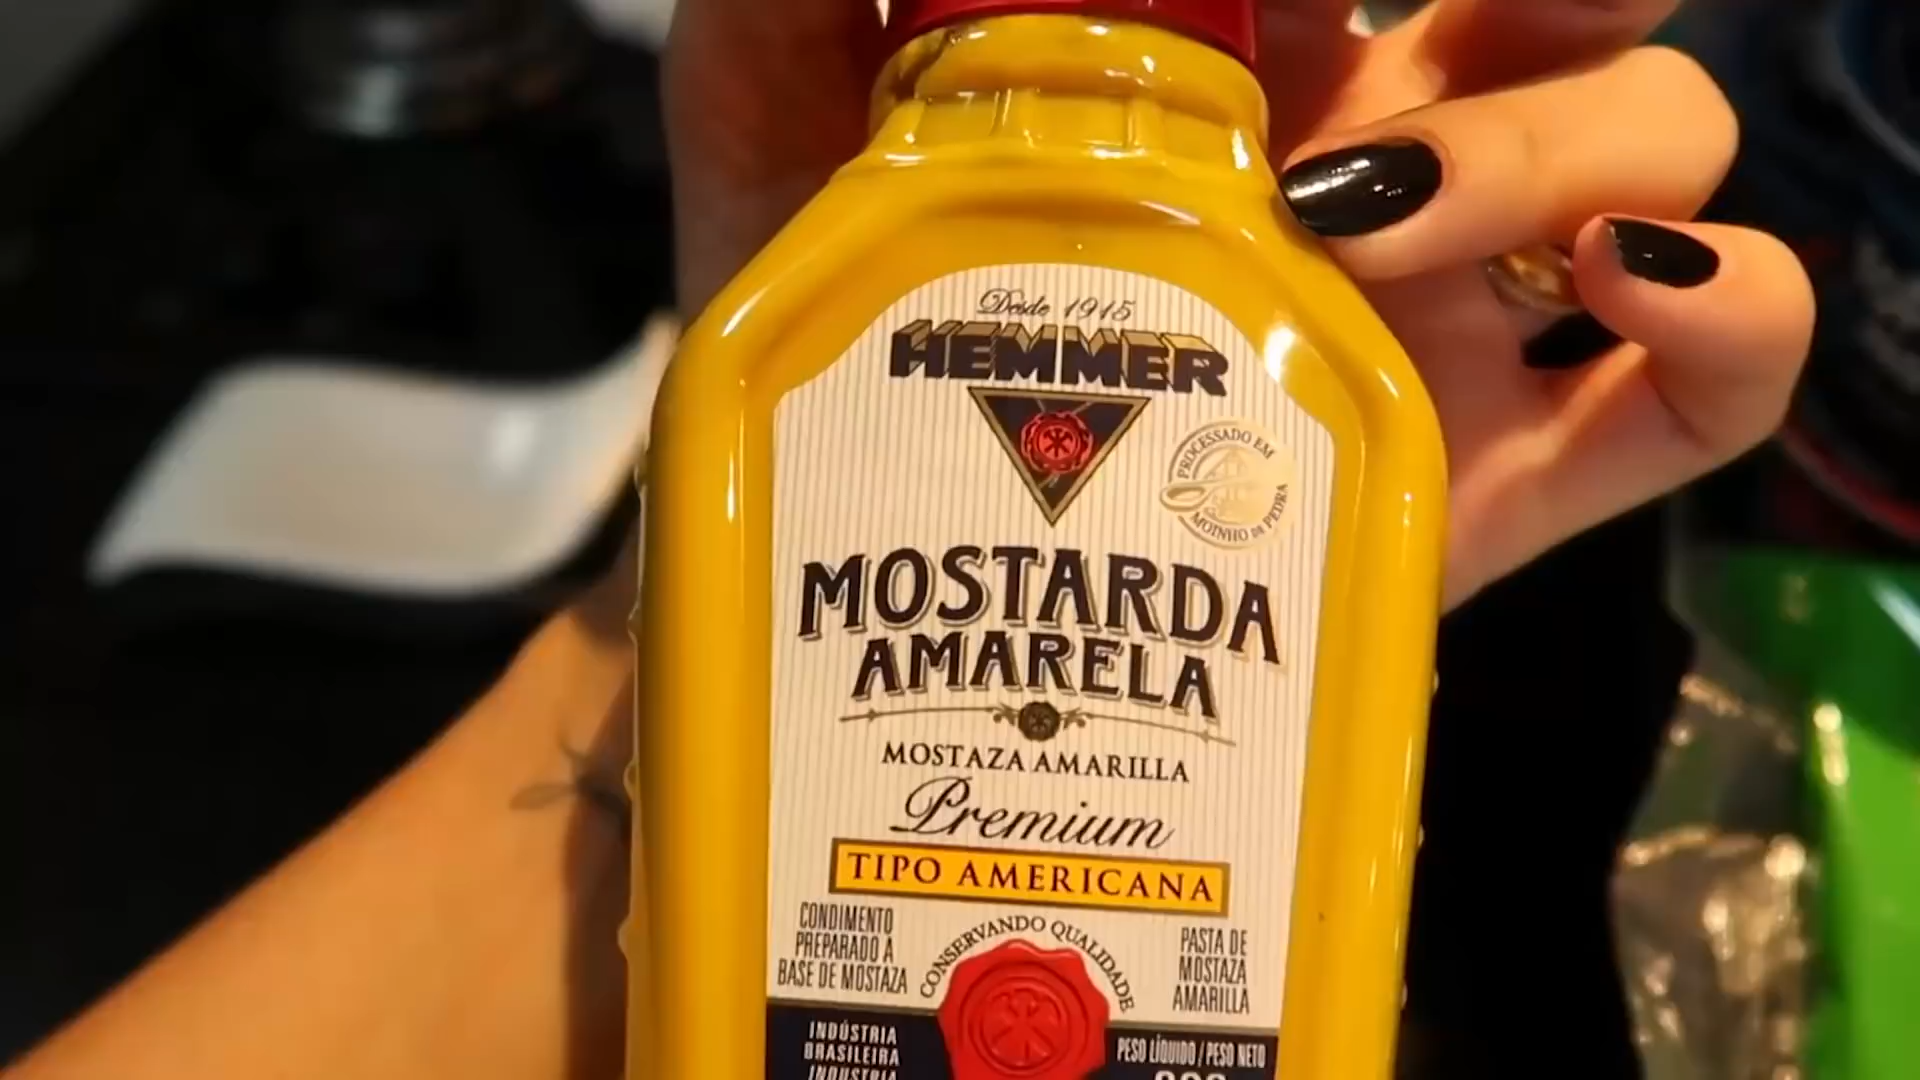 Desde 1915
HEMMER
PROCESSADO EM
MOINHO DE PEDRA
MOSTARDA
AMARELA
MOSTAZA AMARILLA
Premium
TIPO AMERICANA
CONDIMENTO
PREPARADO A
BASE DE MOSTAZA
CONSERVANDO QUALIDADE
PASTA DE
MOSTAZA
AMARILLA
INDÚSTRIA
BRASILEIRA
INDUSTRIA
PESO LÍQUIDO / PESO NETO